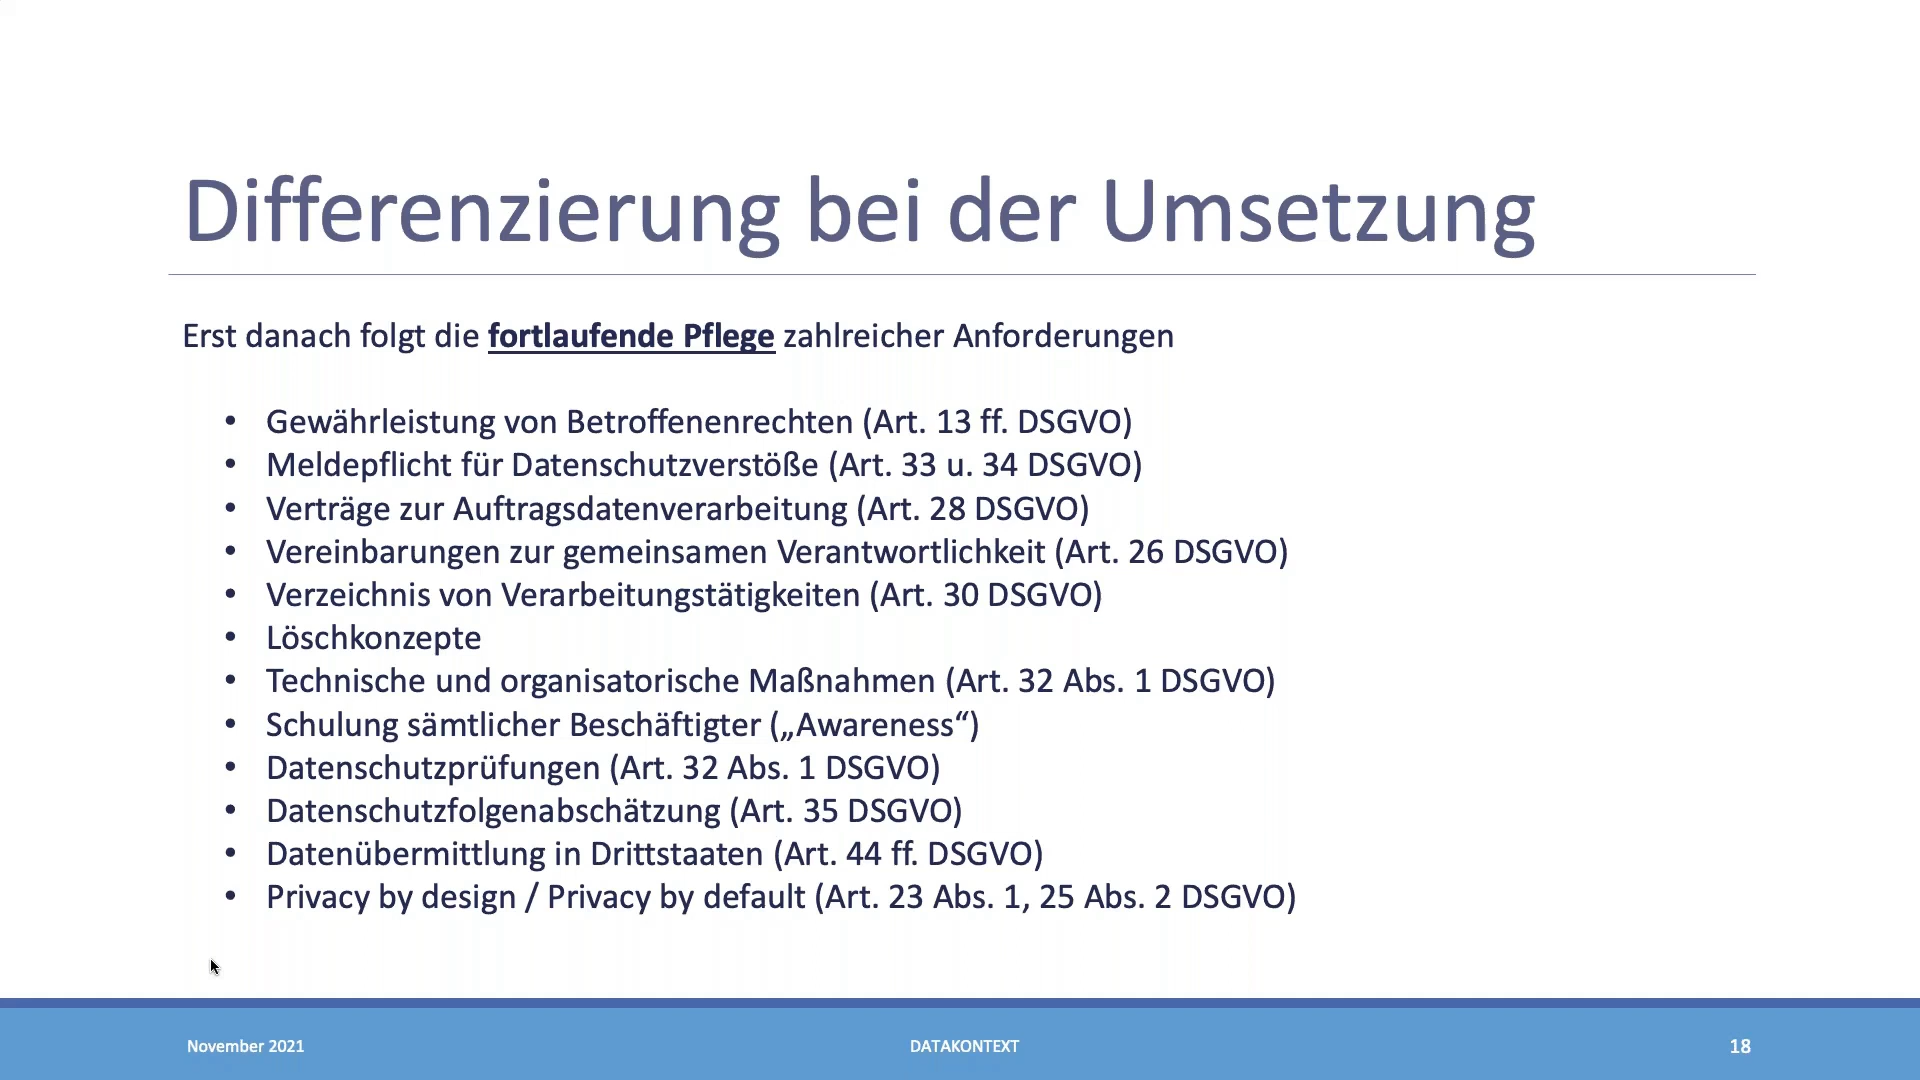 Differenzierung bei der Umsetzung
Erst danach folgt die fortlaufende Pflege zahlreicher Anforderungen
• Gewährleistung von Betroffenenrechten (Art. 13 ff. DSGVO)
• Meldepflicht für Datenschutzverstöße (Art. 33 u. 34 DSGVO)
• Verträge zur Auftragsdatenverarbeitung (Art. 28 DSGVO)
• Vereinbarungen zur gemeinsamen Verantwortlichkeit (Art. 26 DSGVO)
• Verzeichnis von Verarbeitungstätigkeiten (Art. 30 DSGVO)
• Löschkonzepte
• Technische und organisatorische Maßnahmen (Art. 32 Abs. 1 DSGVO)
• Schulung sämtlicher Beschäftigter („Awareness“)
• Datenschutzprüfungen (Art. 32 Abs. 1 DSGVO)
• Datenschutzfolgenabschätzung (Art. 35 DSGVO)
• Datenübermittlung in Drittstaaten (Art. 44 ff. DSGVO)
• Privacy by design / Privacy by default (Art. 23 Abs. 1, 25 Abs. 2 DSGVO)
November 2021
DATAKONTEXT
18